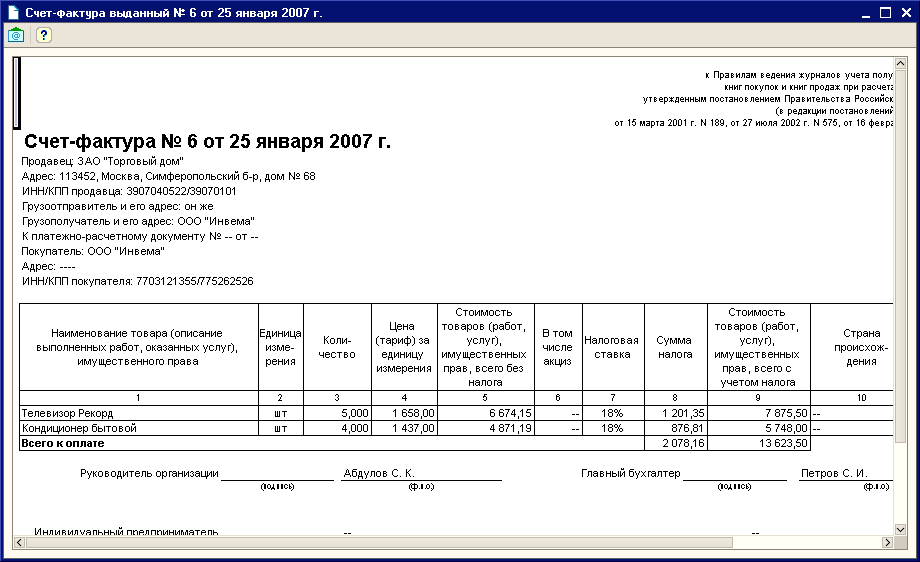 Счет-фактура выданный № 6 от 25 января 2007 г.
к Правилам ведения журналов учета полу
книг покупок и книг продаж при расчета
утвержденным постановлением Правительства Российск
(в редакции постановлений
от 15 марта 2001 г. N 189, от 27 июля 2002 г. N 575, от 16 февра
Счет-фактура № 6 от 25 января 2007 г.
Продавец: ЗАО "Торговый дом"
Адрес: 113452, Москва, Симферопольский б-р, дом № 68
ИНН/КПП продавца: 3907040522/39070101
Грузоотправитель и его адрес: он же
Грузополучатель и его адрес: ООО "Инвема"
К платежно-расчетному документу № -- от --
Покупатель: ООО "Инвема"
Адрес: ----
ИНН/КПП покупателя: 7703121355/775262526
Наименование товара (описание выполненных работ, оказанных услуг), имущественного права | Единица изме-рения | Коли-чество | Цена (тариф) за единицу измерения | Стоимость товаров (работ, услуг), имущественных прав, всего без налога | В том числе акциз | Налоговая ставка | Сумма налога | Стоимость товаров (работ, услуг), имущественных прав, всего с учетом налога | Страна происхож-дения
1 2 3 4 5 6 7 8 9 10
Телевизор Рекорд шт 5,000 1 658,00 6 674,15 -- 18% 1 201,35 7 875,50 --
Кондиционер бытовой шт 4,000 1 437,00 4 871,19 -- 18% 876,81 5 748,00 --
Всего к оплате 2 078,16 13 623,50
Руководитель организации Абдулов С. К. Главный бухгалтер Петров С. И.
(подпись) (ф.и.о.) (подпись) (ф.и.о.)
Индивидуальный предприниматель -- --